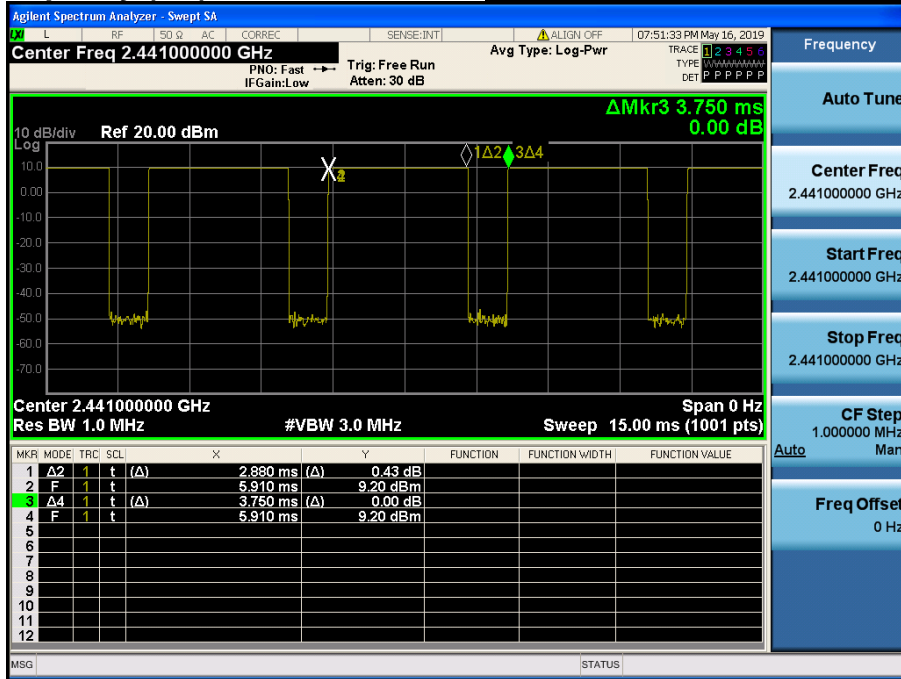 Agilent Spectrum Analyzer - Swept SA
LXI L RF 50 Ω AC CORREC SENSE:INT ALIGN OFF 07:51:33 PM May 16, 2019
Center Freq 2.441000000 GHz
PNO: Fast
IFGain:Low
Trig: Free Run
Atten: 30 dB
Avg Type: Log-Pwr
TRACE 1 2 3 4 5 6
TYPE WWWWWW
DET P P P P P P
ΔMkr3 3.750 ms
0.00 dB
10 dB/div Ref 20.00 dBm
Log
10.0
0.00
-10.0
-20.0
-30.0
-40.0
-50.0
-60.0
-70.0
2
1Δ2
3Δ4
Center 2.441000000 GHz Span 0 Hz
Res BW 1.0 MHz #VBW 3.0 MHz Sweep 15.00 ms (1001 pts)
MKR MODE TRC SCL X Y FUNCTION FUNCTION WIDTH FUNCTION VALUE
1 Δ2 1 t (Δ) 2.880 ms (Δ) 0.43 dB
2 F 1 t 5.910 ms 9.20 dBm
3 Δ4 1 t (Δ) 3.750 ms (Δ) 0.00 dB
4 F 1 t 5.910 ms 9.20 dBm
5
6
7
8
9
10
11
12
MSG STATUS
Frequency
Auto Tune
Center Freq
2.441000000 GHz
Start Freq
2.441000000 GHz
Stop Freq
2.441000000 GHz
CF Step
1.000000 MHz
Auto Man
Freq Offset
0 Hz